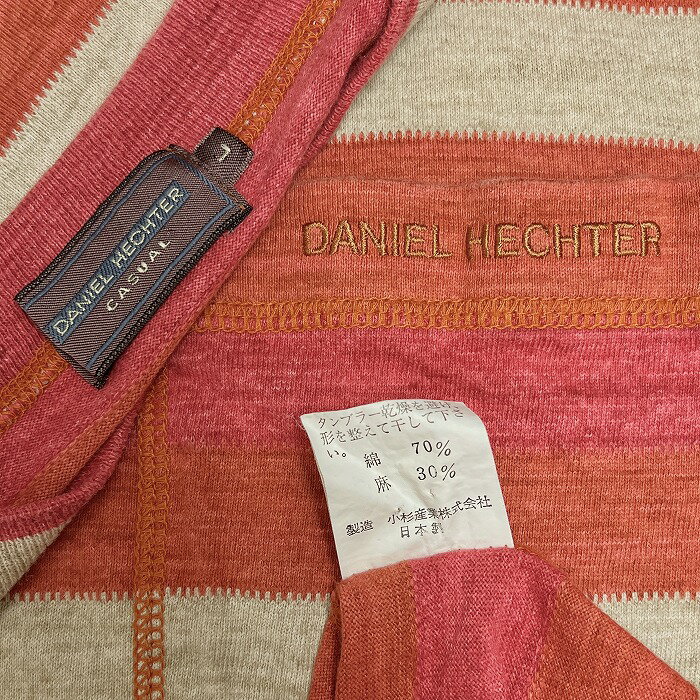 L
DANIEL HECHTER
CASUAL
DANIEL HECHTER
タンブラー乾燥を避け
形を整えて干して下さ
い。
綿 70%
麻 30%
製造 小杉産業株式会社
日本製